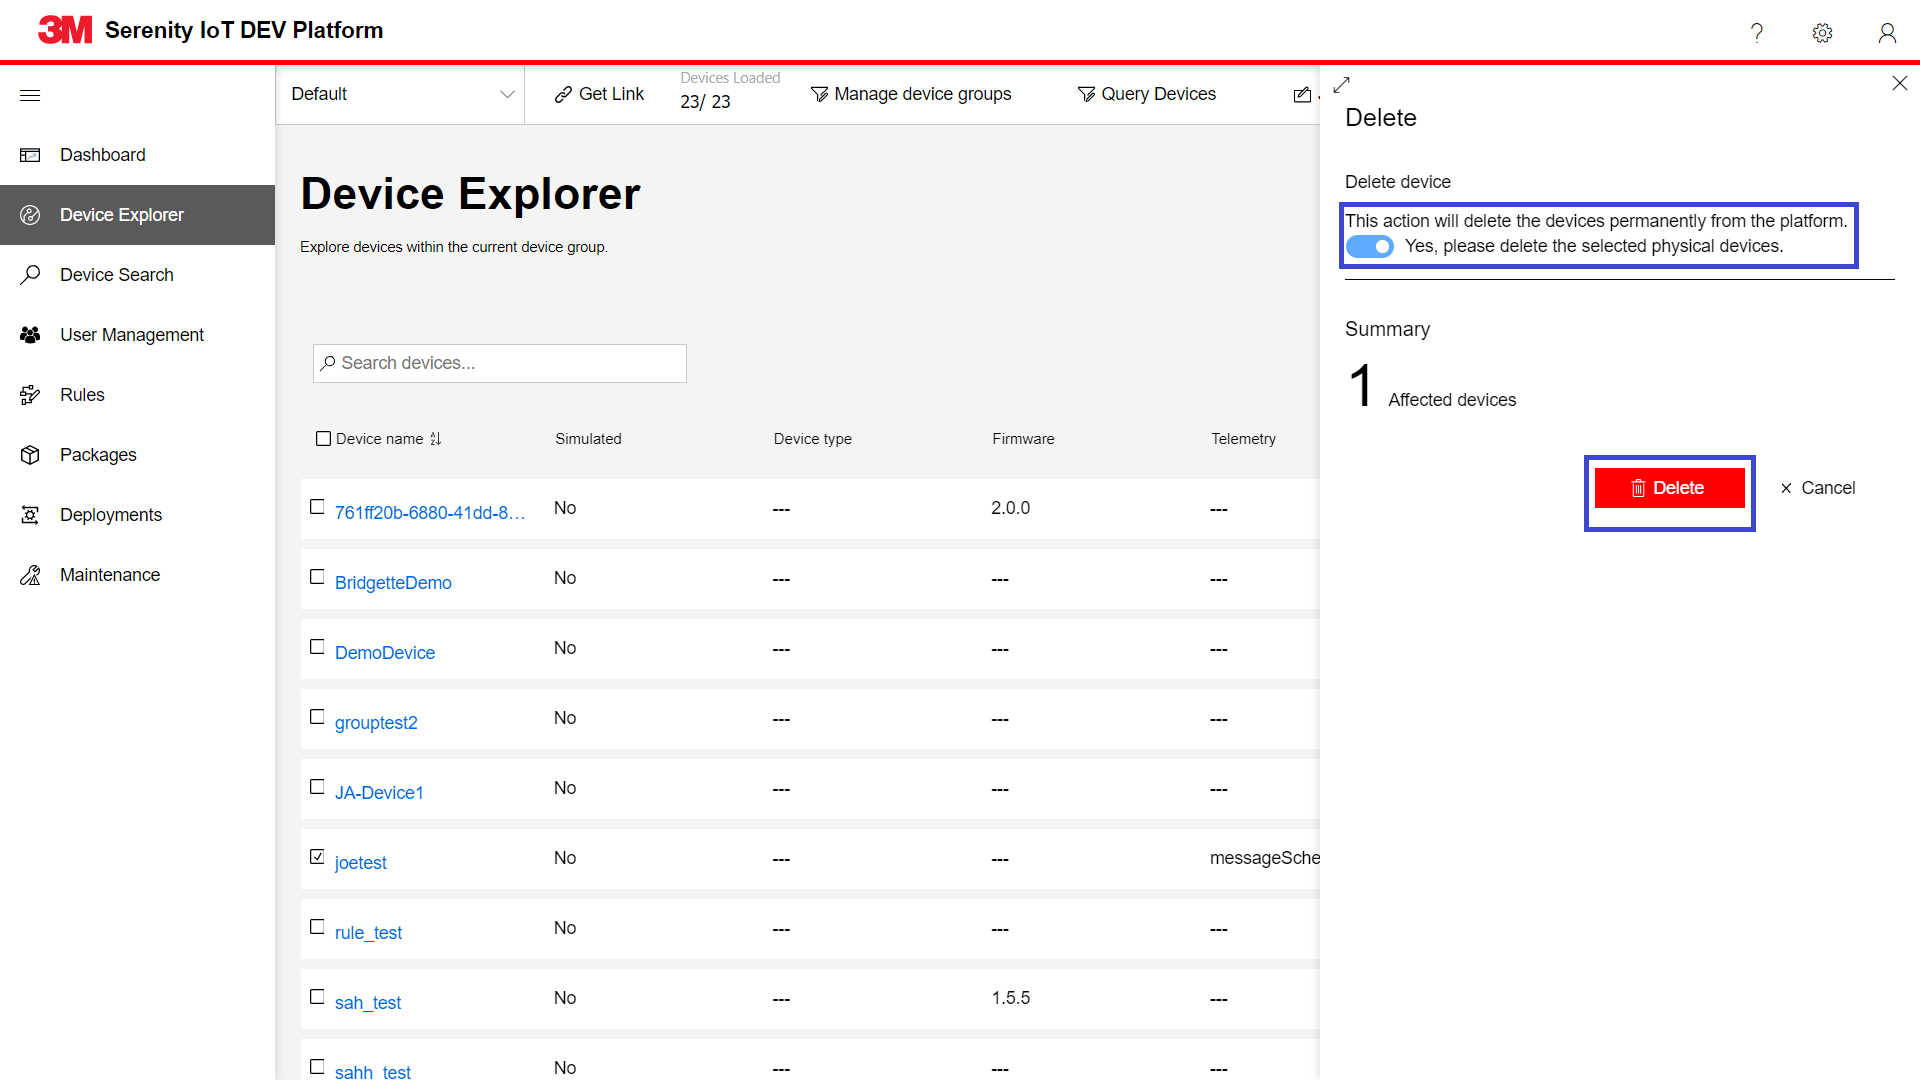 3M Serenity IoT DEV Platform
Default
Get Link
Devices Loaded
23/ 23
Manage device groups
Query Devices
Dashboard
Device Explorer
Device Search
User Management
Rules
Packages
Deployments
Maintenance
Device Explorer
Explore devices within the current device group.
Search devices...
Device name Simulated Device type Firmware Telemetry
761ff20b-6880-41dd-8... No --- 2.0.0 ---
BridgetteDemo No --- --- ---
DemoDevice No --- --- ---
grouptest2 No --- --- ---
JA-Device1 No --- --- ---
joetest No --- --- messageSche
rule_test No --- --- ---
sah_test No --- 1.5.5 ---
sahh_test No --- --- ---
Delete
Delete device
This action will delete the devices permanently from the platform.
Yes, please delete the selected physical devices.
Summary
1 Affected devices
Delete
Cancel